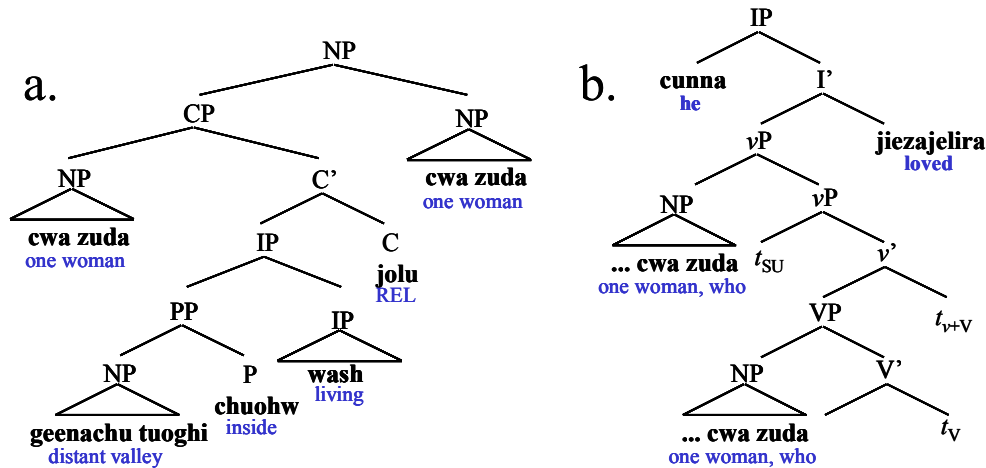 a.
NP
CP
NP
cwa zuda
one woman
NP
cwa zuda
one woman
C'
IP
C
jolu
REL
PP
IP
wash
living
NP
geenachu tuoghi
distant valley
P
chuohw
inside
b.
IP
cunna
he
I'
vP
jiezajelira
loved
NP
... cwa zuda
one woman, who
vP
tSU
v'
VP
tv+V
NP
... cwa zuda
one woman, who
V'
tV